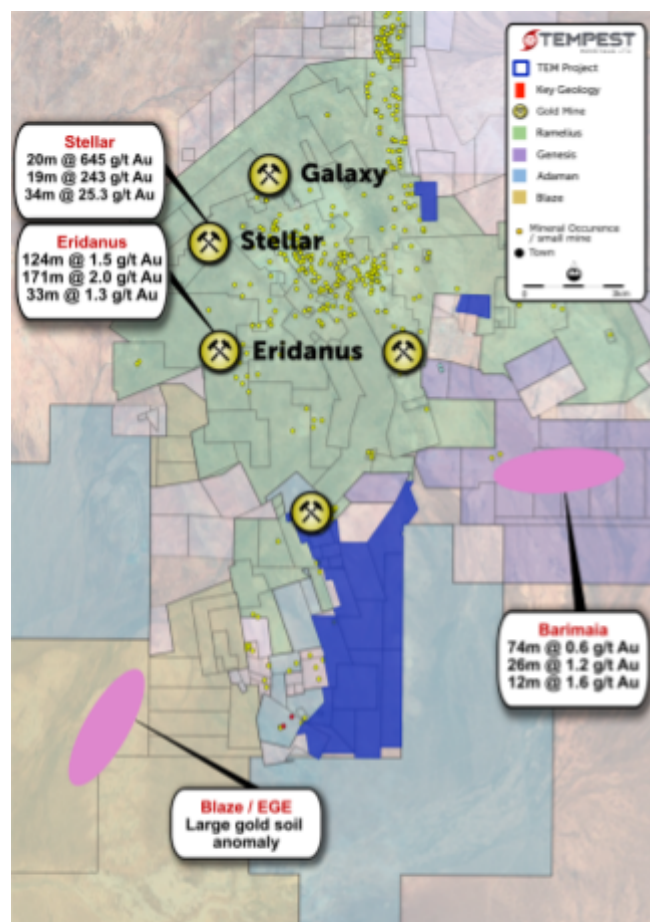 TEMPEST
TEM Project
Key Geology
Gold Mine
Ramelius
Genesis
Adaman
Blaze
Mineral Occurence
/ small mine
Town
0
Stellar
20m @ 645 g/t Au
19m @ 243 g/t Au
34m @ 25.3 g/t Au
Eridanus
124m @ 1.5 g/t Au
171m @ 2.0 g/t Au
33m @ 1.3 g/t Au
Galaxy
Stellar
Eridanus
Barimaia
74m @ 0.6 g/t Au
26m @ 1.2 g/t Au
12m @ 1.6 g/t Au
Blaze / EGE
Large gold soil
anomaly